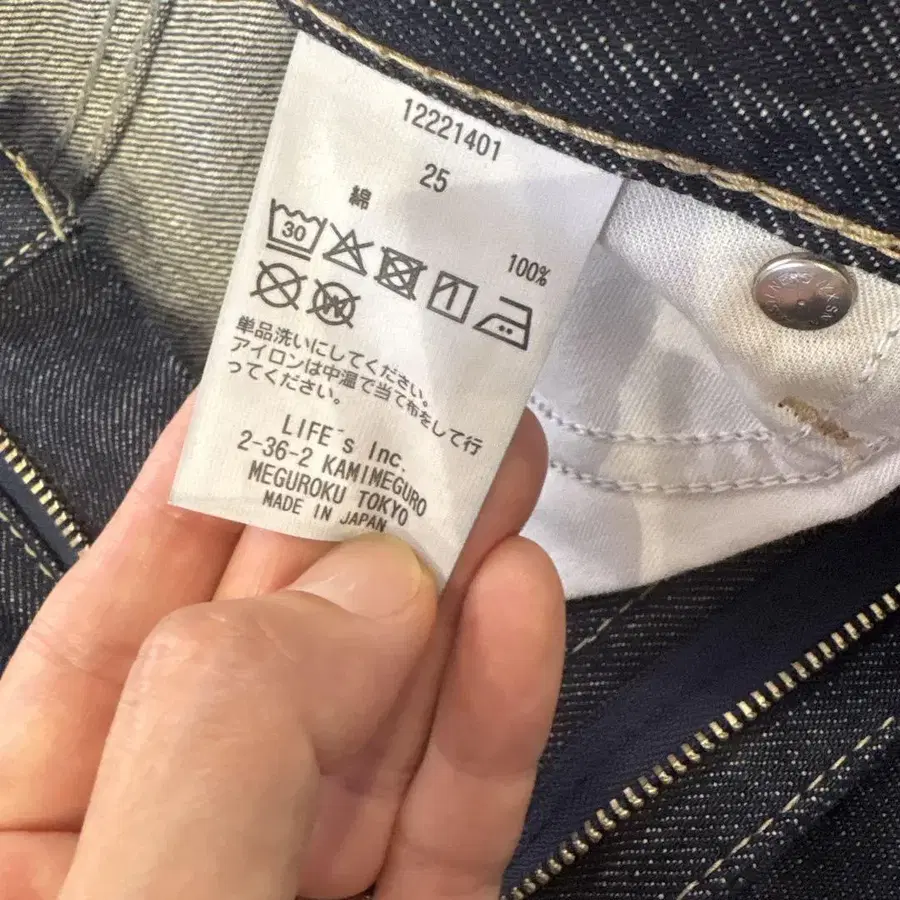 12221401
25
綿 100%
30
W
単品洗いにしてください。
アイロンは中温で当て布をして行
ってください。
LIFE´s Inc.
2-36-2 KAMIMEGURO
MEGUROKU TOKYO
MADE IN JAPAN